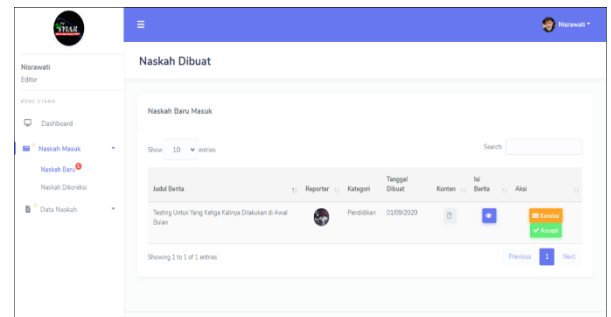 SYIAR
Nisrawati
Nisrawati
Editor
MENU UTAMA
Dashboard
Naskah Masuk
Naskah Baru
Naskah Dikoreksi
Data Naskah
Naskah Dibuat
Naskah Baru Masuk
Show 10 entries
Search:
Judul Berita Reporter Kategori Tanggal Dibuat Konten Isi Berita Aksi
Testing Untuk Yang Ketiga Kalinya Dilakukan di Awal
Bulan
Pendidikan 01/09/2020
Koreksi
Accept
Showing 1 to 1 of 1 entries
Previous 1 Next